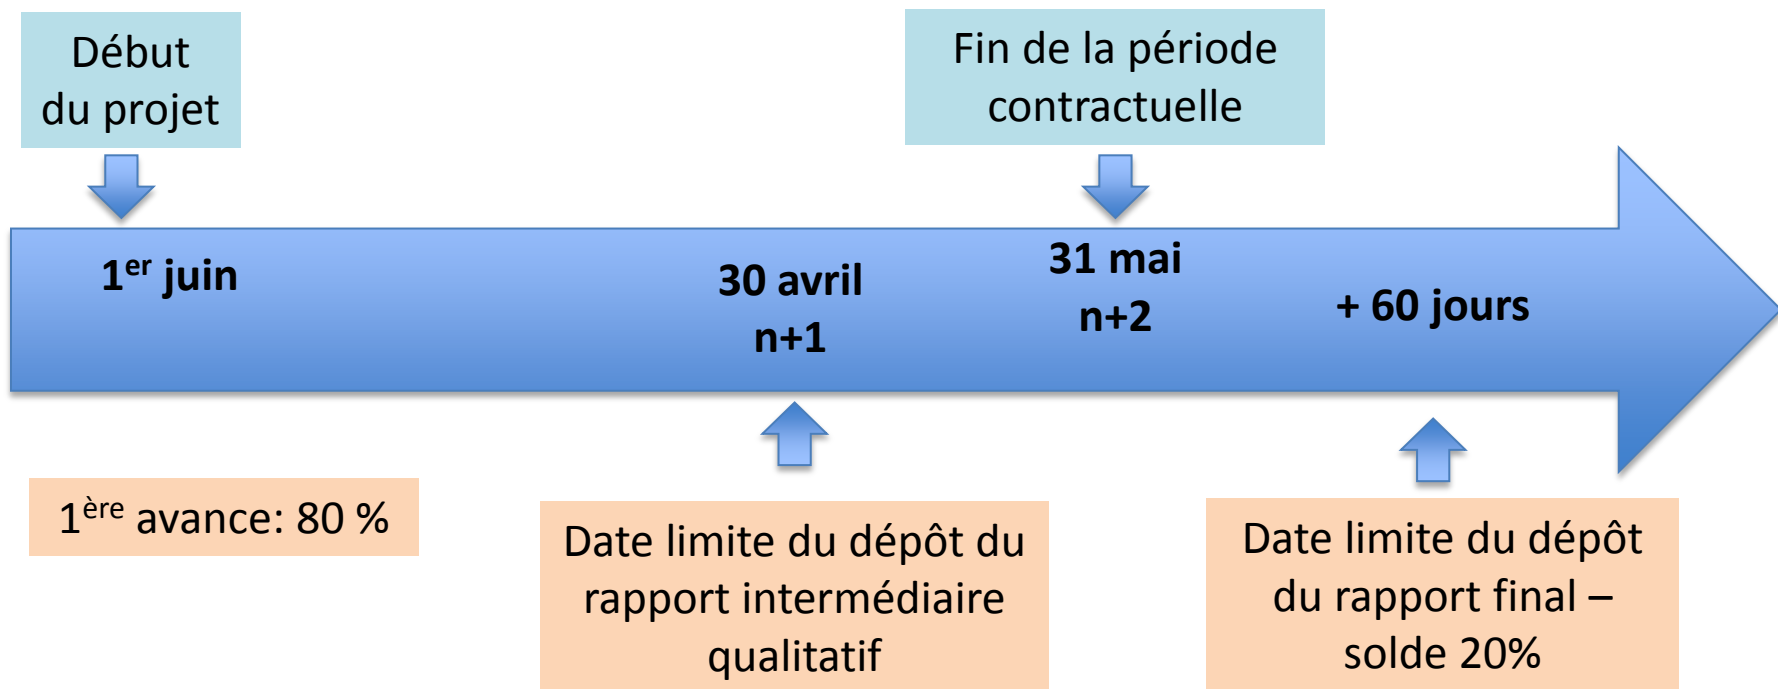 Début
du projet
Fin de la période
contractuelle
1er juin
30 avril
n+1
31 mai
n+2
+ 60 jours
1ère avance: 80 %
Date limite du dépôt du
rapport intermédiaire
qualitatif
Date limite du dépôt
du rapport final –
solde 20%